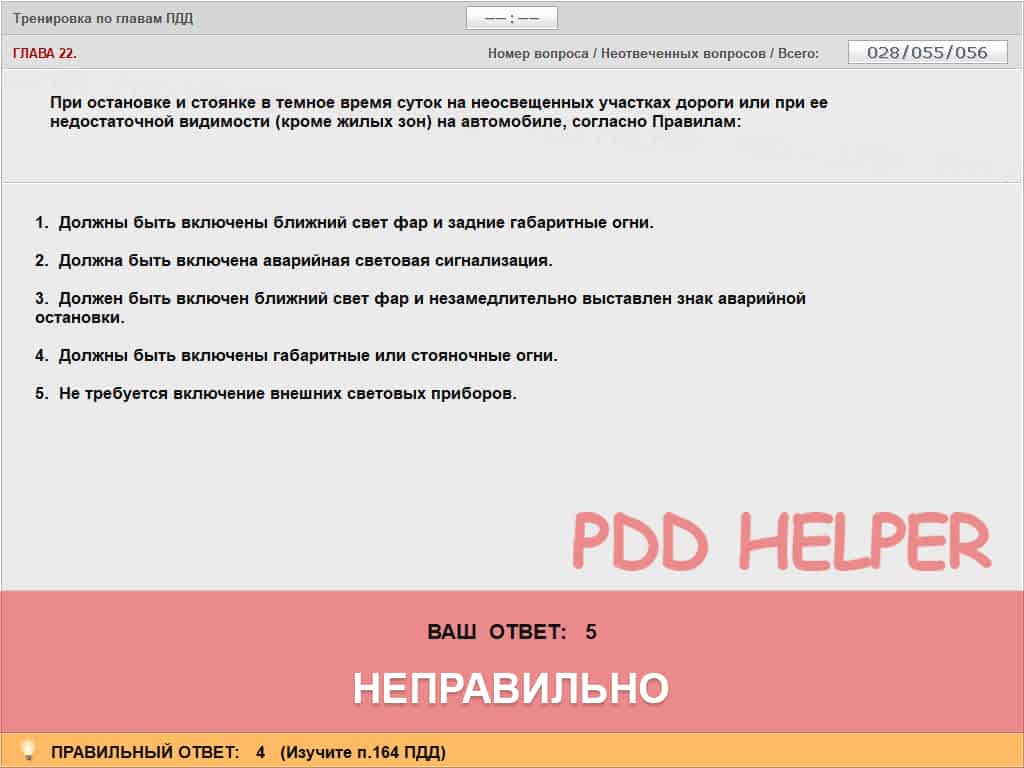 Тренировка по главам ПДД
—— : ——
ГЛАВА 22.
Номер вопроса / Неотвеченных вопросов / Всего:
028/055/056
При остановке и стоянке в темное время суток на неосвещенных участках дороги или при ее
недостаточной видимости (кроме жилых зон) на автомобиле, согласно Правилам:
1. Должны быть включены ближний свет фар и задние габаритные огни.
2. Должна быть включена аварийная световая сигнализация.
3. Должен быть включен ближний свет фар и незамедлительно выставлен знак аварийной
остановки.
4. Должны быть включены габаритные или стояночные огни.
5. Не требуется включение внешних световых приборов.
PDD HELPER
ВАШ ОТВЕТ: 5
НЕПРАВИЛЬНО
ПРАВИЛЬНЫЙ ОТВЕТ: 4 (Изучите п.164 ПДД)